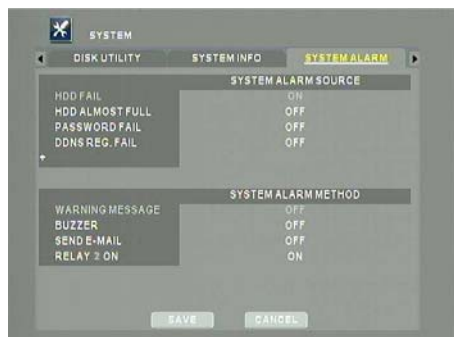 SYSTEM
DISK UTILITY SYSTEM INFO SYSTEM ALARM
SYSTEM ALARM SOURCE
HDD FAIL ON
HDD ALMOST FULL OFF
PASSWORD FAIL OFF
DDNS REG. FAIL OFF
SYSTEM ALARM METHOD
WARNING MESSAGE OFF
BUZZER OFF
SEND E-MAIL OFF
RELAY 2 ON ON
SAVE CANCEL